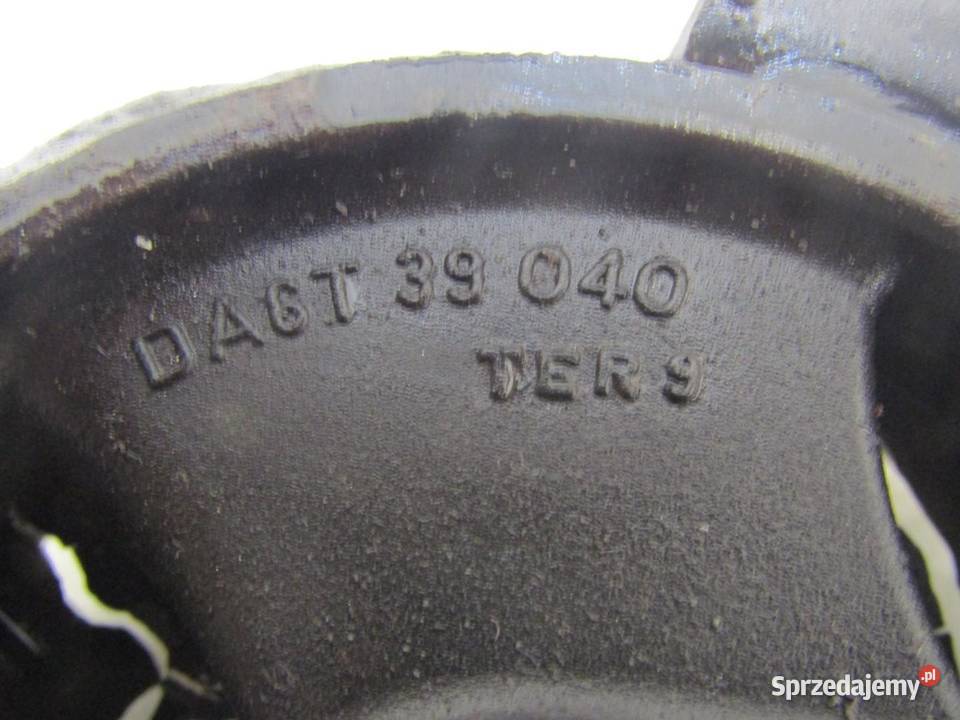 DA6T 39 040
TER 9
Sprzedajemy.pl